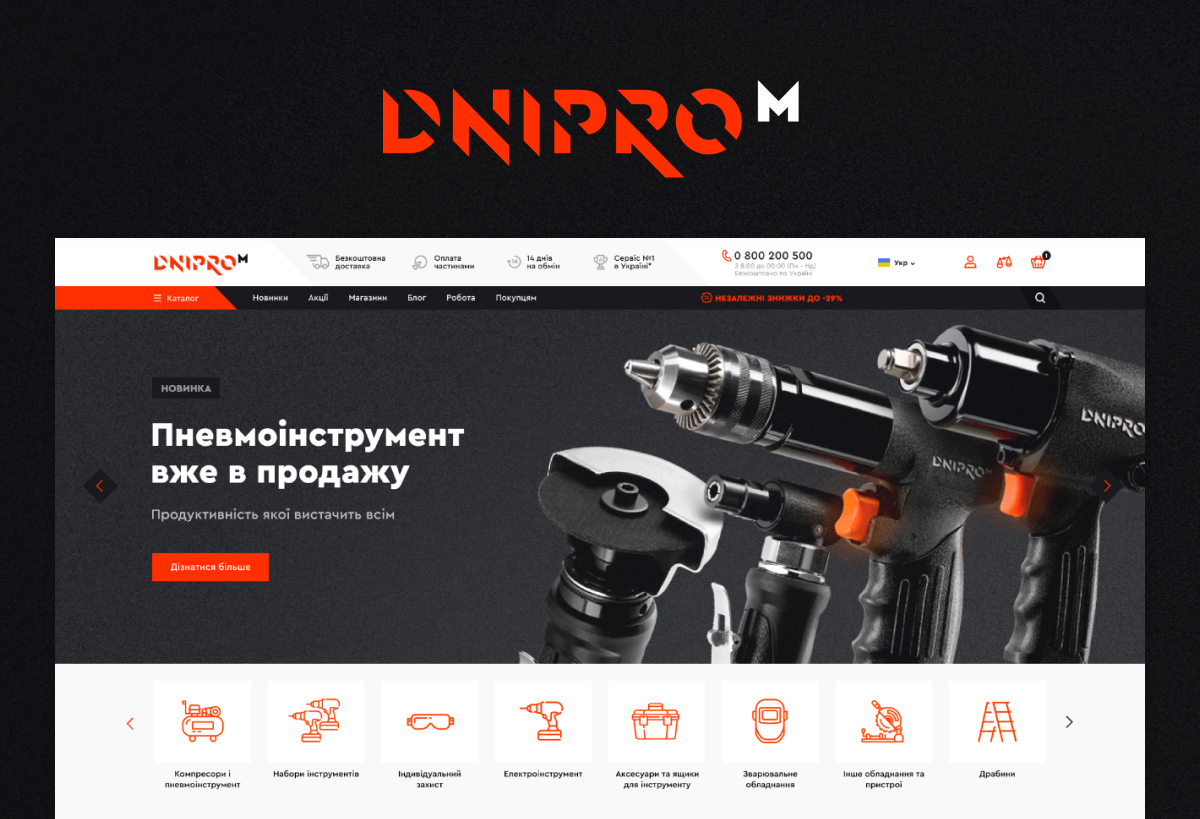 DNIPRO M
DNIPRO M
Безкоштовна
доставка
Оплата
частинами
14
14 днів
на обмін
Сервіс №1
в Україні*
0 800 200 500
З 8:00 до 00:00 (Пн - Нд)
Безкоштовно по Україні
Укр
1
Каталог
Новинки
Акції
Магазини
Блог
Робота
Покупцям
НЕЗАЛЕЖНІ ЗНИЖКИ ДО -29%
НОВИНКА
Пневмоінструмент
вже в продажу
Продуктивність якої вистачить всім
Дізнатися більше
DNIPRO M
DNIPRO
Компресори і
пневмоінструмент
Набори інструментів
Індивідуальний
захист
Електроінструмент
Аксесуари та ящики
для інструменту
Зварювальне
обладнання
Інше обладнання та
пристрої
Драбини